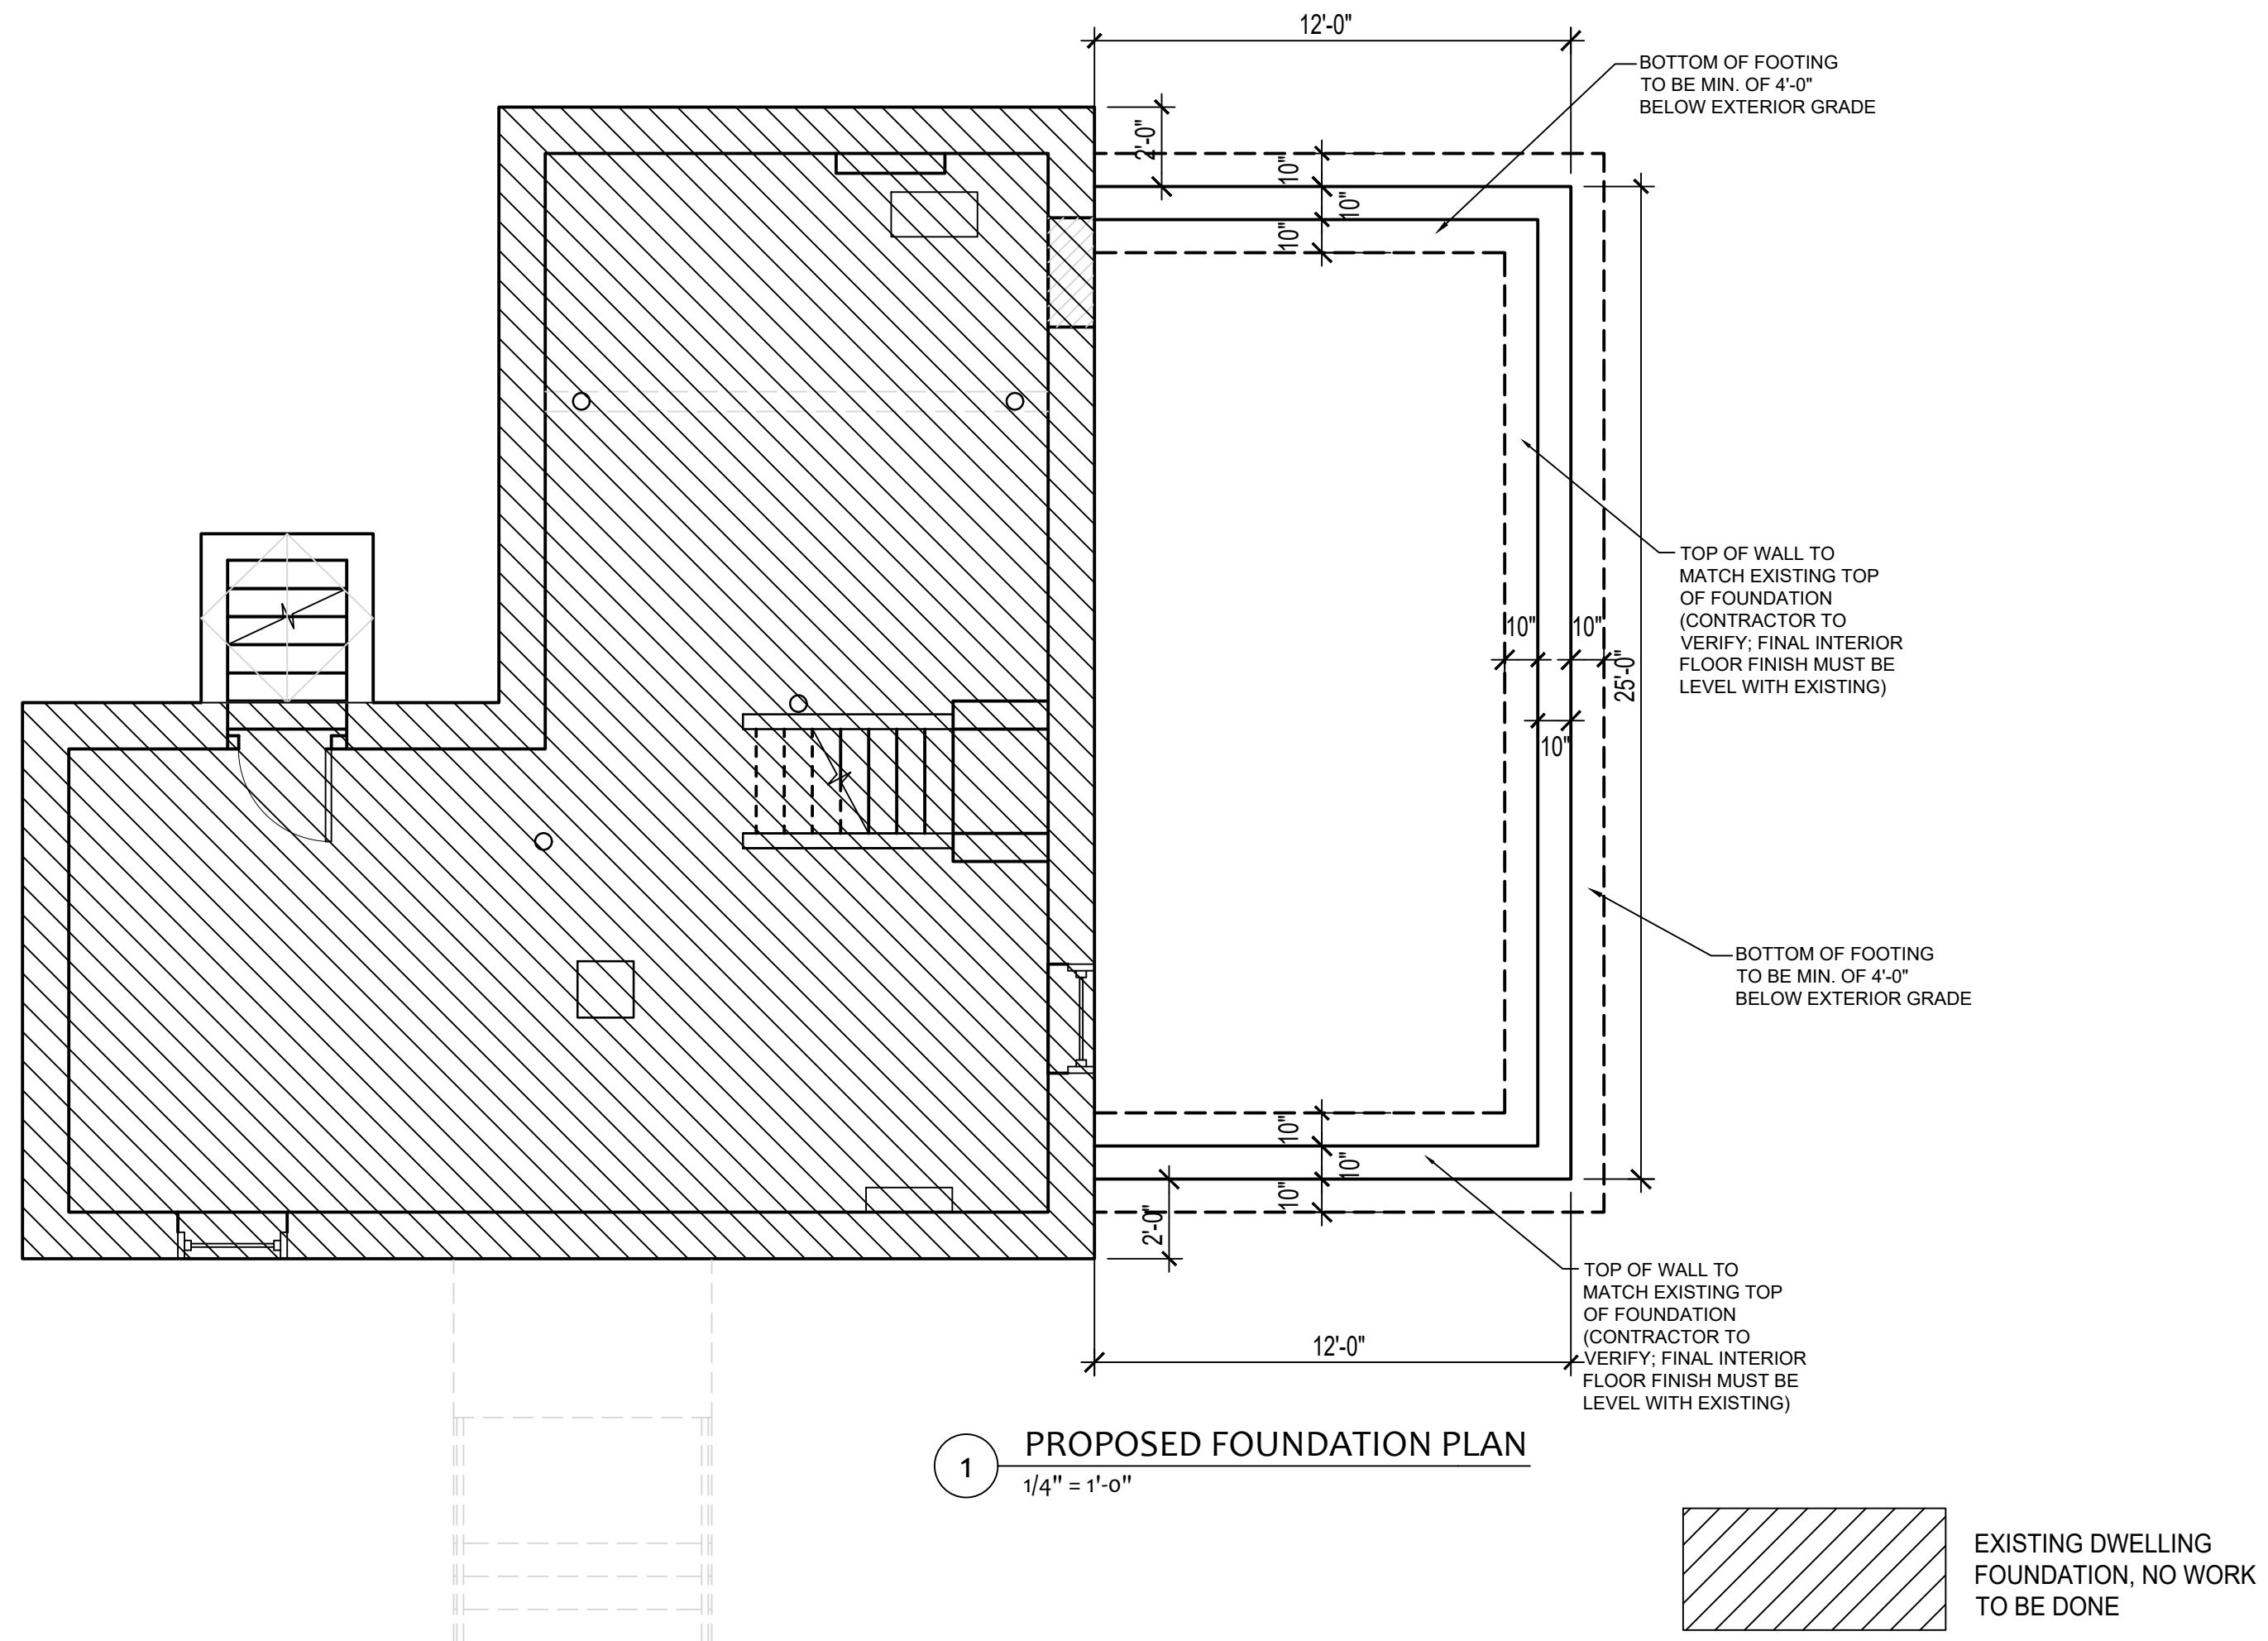 12'-0"
BOTTOM OF FOOTING
TO BE MIN. OF 4'-0"
BELOW EXTERIOR GRADE
2'-0"
10"
10"
10"
TOP OF WALL TO
MATCH EXISTING TOP
OF FOUNDATION
(CONTRACTOR TO
VERIFY; FINAL INTERIOR
FLOOR FINISH MUST BE
LEVEL WITH EXISTING)
10"
10"
25'-0"
10"
BOTTOM OF FOOTING
TO BE MIN. OF 4'-0"
BELOW EXTERIOR GRADE
10"
10"
10"
2'-0"
TOP OF WALL TO
MATCH EXISTING TOP
OF FOUNDATION
(CONTRACTOR TO
VERIFY; FINAL INTERIOR
FLOOR FINISH MUST BE
LEVEL WITH EXISTING)
12'-0"
1
PROPOSED FOUNDATION PLAN
1/4" = 1'-0"
EXISTING DWELLING
FOUNDATION, NO WORK
TO BE DONE